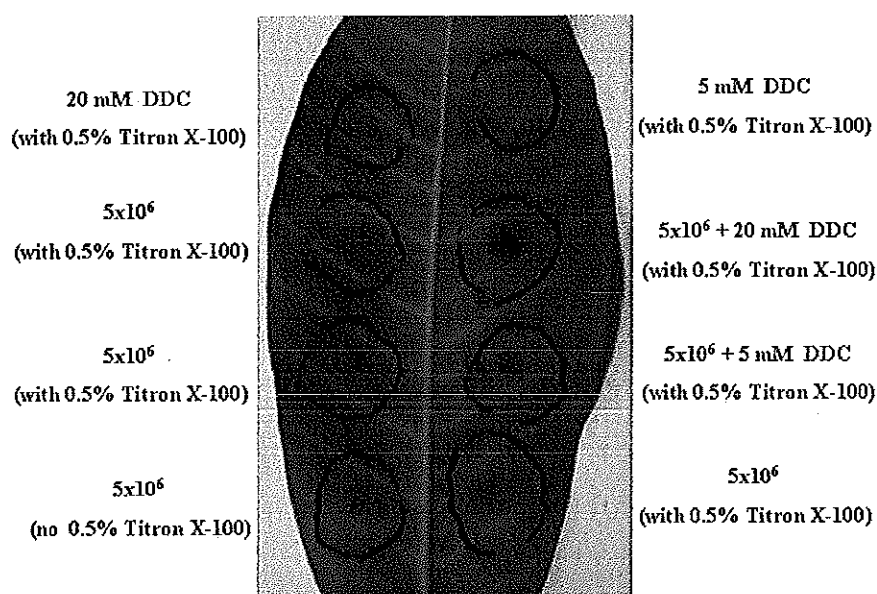 20 mM DDC
(with 0.5% Titron X-100)
5x10⁶
(with 0.5% Titron X-100)
5x10⁶
(with 0.5% Titron X-100)
5x10⁶
(no 0.5% Titron X-100)
5 mM DDC
(with 0.5% Titron X-100)
5x10⁶ + 20 mM DDC
(with 0.5% Titron X-100)
5x10⁶ + 5 mM DDC
(with 0.5% Titron X-100)
5x10⁶
(with 0.5% Titron X-100)